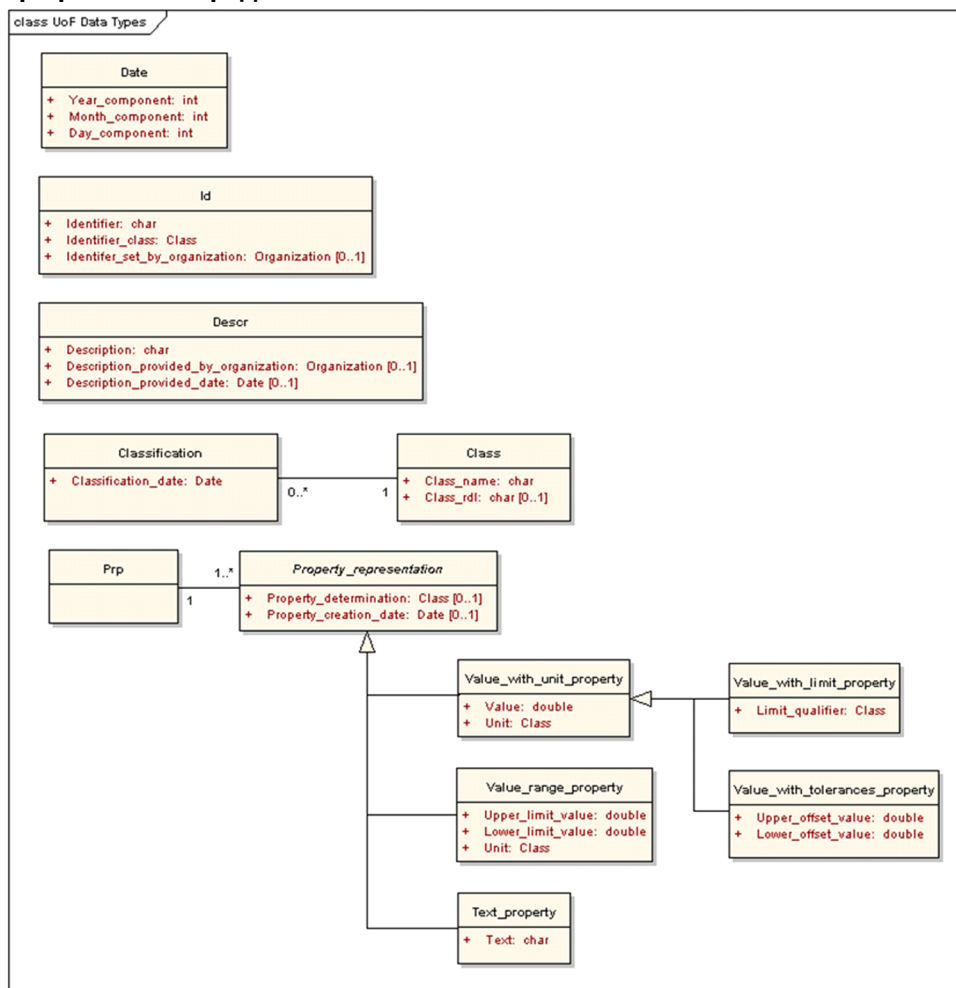 class UoF Data Types
Date
+ Year_component: int
+ Month_component: int
+ Day_component: int
Id
+ Identifier: char
+ Identifier_class: Class
+ Identifer_set_by_organization: Organization [0..1]
Descr
+ Description: char
+ Description_provided_by_organization: Organization [0..1]
+ Description_provided_date: Date [0..1]
Classification
+ Classification_date: Date
0..*
1
Class
+ Class_name: char
+ Class_rdl: char [0..1]
Prp
1..*
1
Property_representation
+ Property_determination: Class [0..1]
+ Property_creation_date: Date [0..1]
Value_with_unit_property
+ Value: double
+ Unit: Class
Value_with_limit_property
+ Limit_qualifier: Class
Value_range_property
+ Upper_limit_value: double
+ Lower_limit_value: double
+ Unit: Class
Value_with_tolerances_property
+ Upper_offset_value: double
+ Lower_offset_value: double
Text_property
+ Text: char